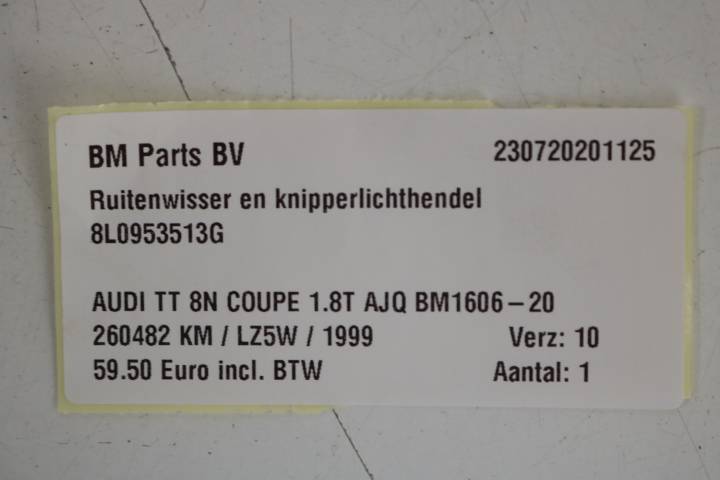 BM Parts BV 230720201125
Ruitenwisser en knipperlichthendel
8L0953513G
AUDI TT 8N COUPE 1.8T AJQ BM1606-20
260482 KM / LZ5W / 1999 Verz: 10
59.50 Euro incl. BTW Aantal: 1